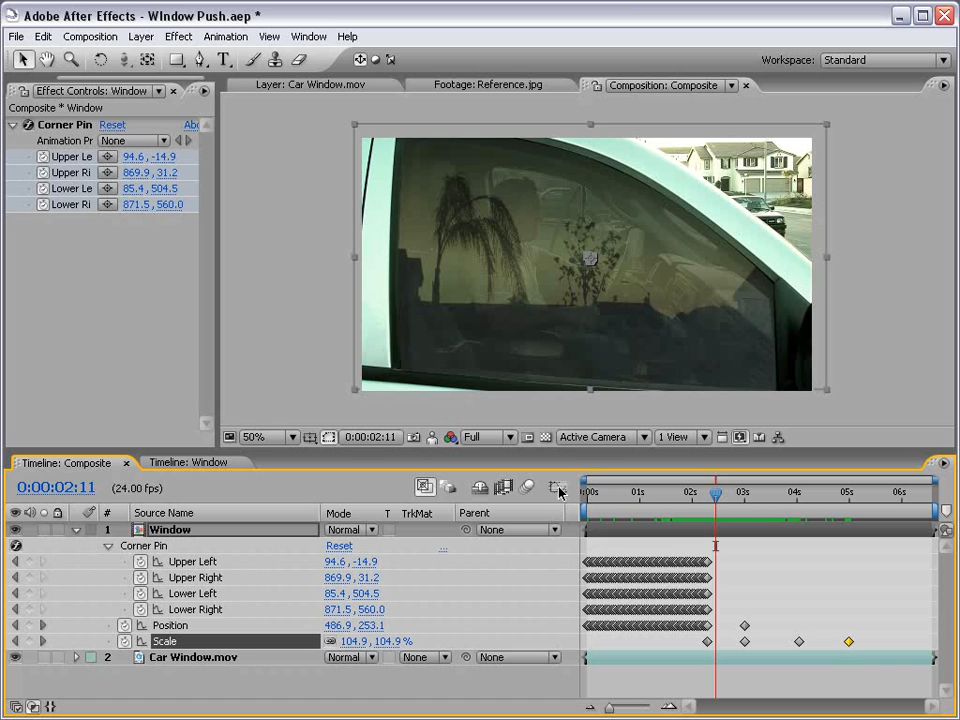 Adobe After Effects - WIndow Push.aep *
File Edit Composition Layer Effect Animation View Window Help
Workspace: Standard
Effect Controls: Window
Layer: Car Window.mov
Footage: Reference.jpg
Composition: Composite
Composite * Window
Corner Pin Reset Abo
Animation Pr None
Upper Le 94.6, -14.9
Upper Ri 869.9, 31.2
Lower Le 85.4, 504.5
Lower Ri 871.5, 560.0
50% 0:00:02:11 Full Active Camera 1 View
Timeline: Composite Timeline: Window
0:00:02:11 (24.00 fps)
:00s 01s 02s 03s 04s 05s 06s
# Source Name Mode T TrkMat Parent
1 Window Normal None
Corner Pin Reset ...
Upper Left 94.6, -14.9
Upper Right 869.9, 31.2
Lower Left 85.4, 504.5
Lower Right 871.5, 560.0
Position 486.9, 253.1
Scale 104.9, 104.9 %
2 Car Window.mov Normal None None